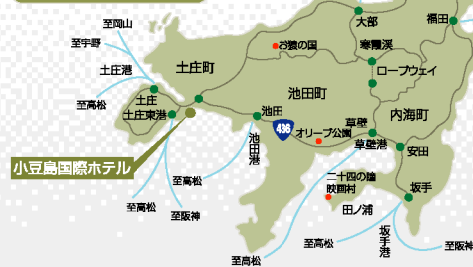 至岡山
大部
福田
至宇野
お猿の国
寒霞渓
土庄港
土庄町
ロープウェイ
池田町
至高松
土庄
内海町
土庄東港
池田
草壁
436
オリーブ公園
池田港
草壁港
安田
小豆島国際ホテル
二十四の瞳
映画村
至高松
坂手
至高松
田ノ浦
至阪神
坂手港
至高松
至阪神
至高松